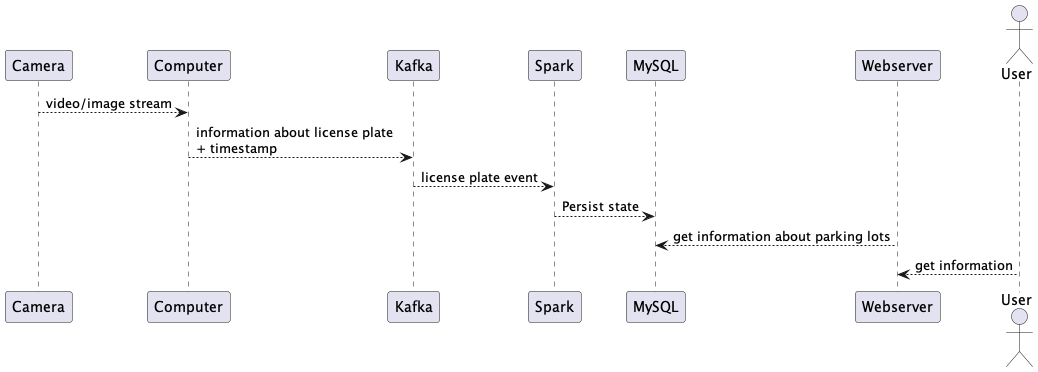 User
Camera
Computer
Kafka
Spark
MySQL
Webserver
video/image stream
information about license plate
+ timestamp
license plate event
Persist state
get information about parking lots
get information
Camera
Computer
Kafka
Spark
MySQL
Webserver
User